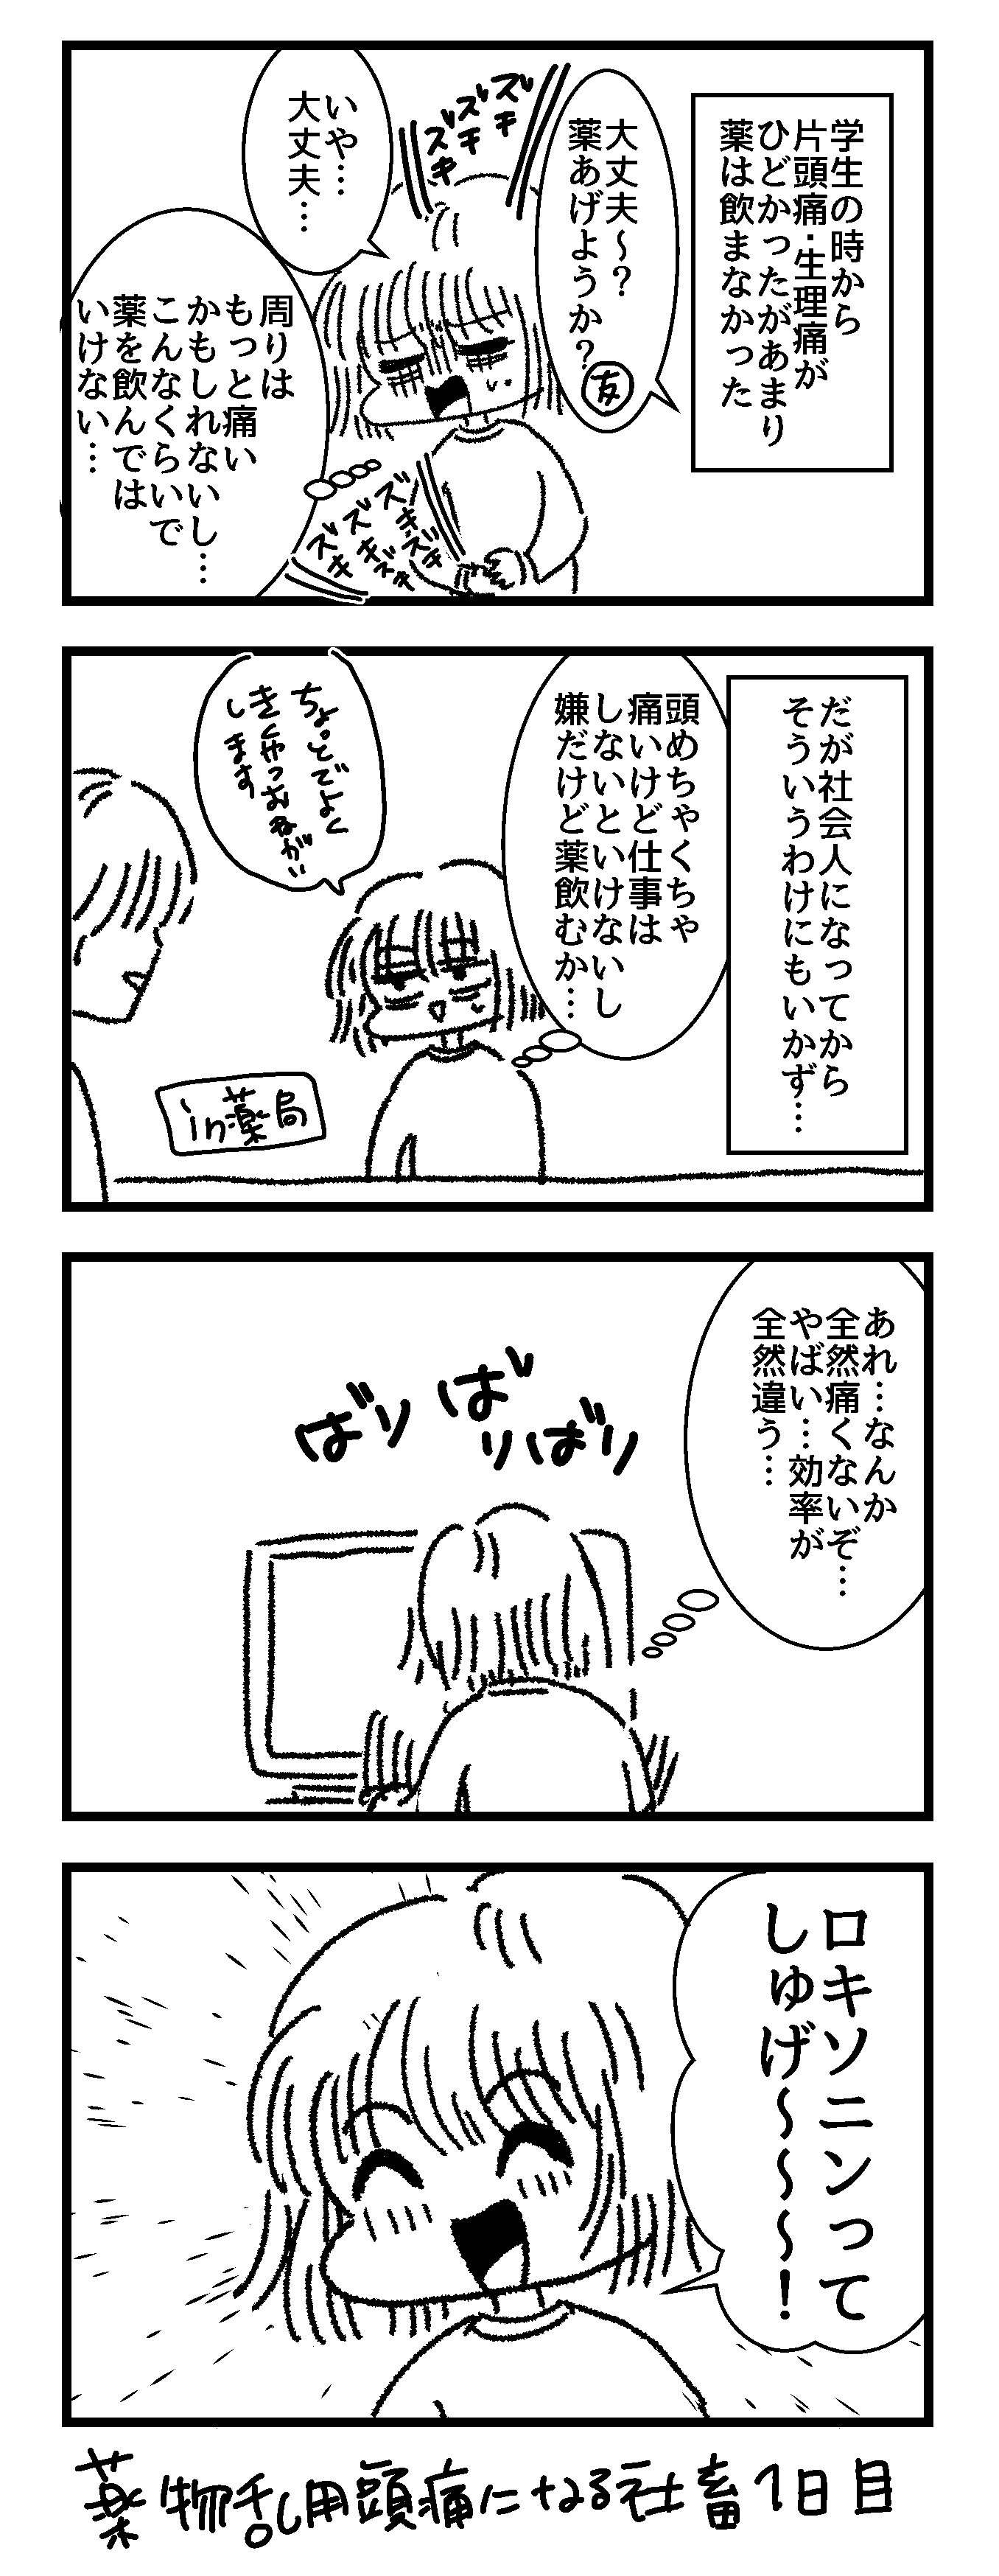 学生の時から
片頭痛・生理痛が
ひどかったがあまり
薬は飲まなかった
大丈夫～?
薬あげようか?
友
ズキ
ズキ
ズキ
いや…
大丈夫…
周りは
もっと痛い
かもしれないし…
こんなくらいで
薬を飲んでは
いけない…
ズキズキ
ズキズキ
ズキ
だが社会人になってから
そういうわけにもいかず…
頭めちゃくちゃ
痛いけど仕事は
しないといけないし
嫌だけど薬飲むか…
ちょっとでよく
きくやつおねがい
します
in薬局
あれ…なんか
全然痛くないぞ…
やばい…効率が
全然違う…
ばりばりばり
ロキソニンって
しゅげ～～～!
薬物乱用頭痛になる社畜1日目